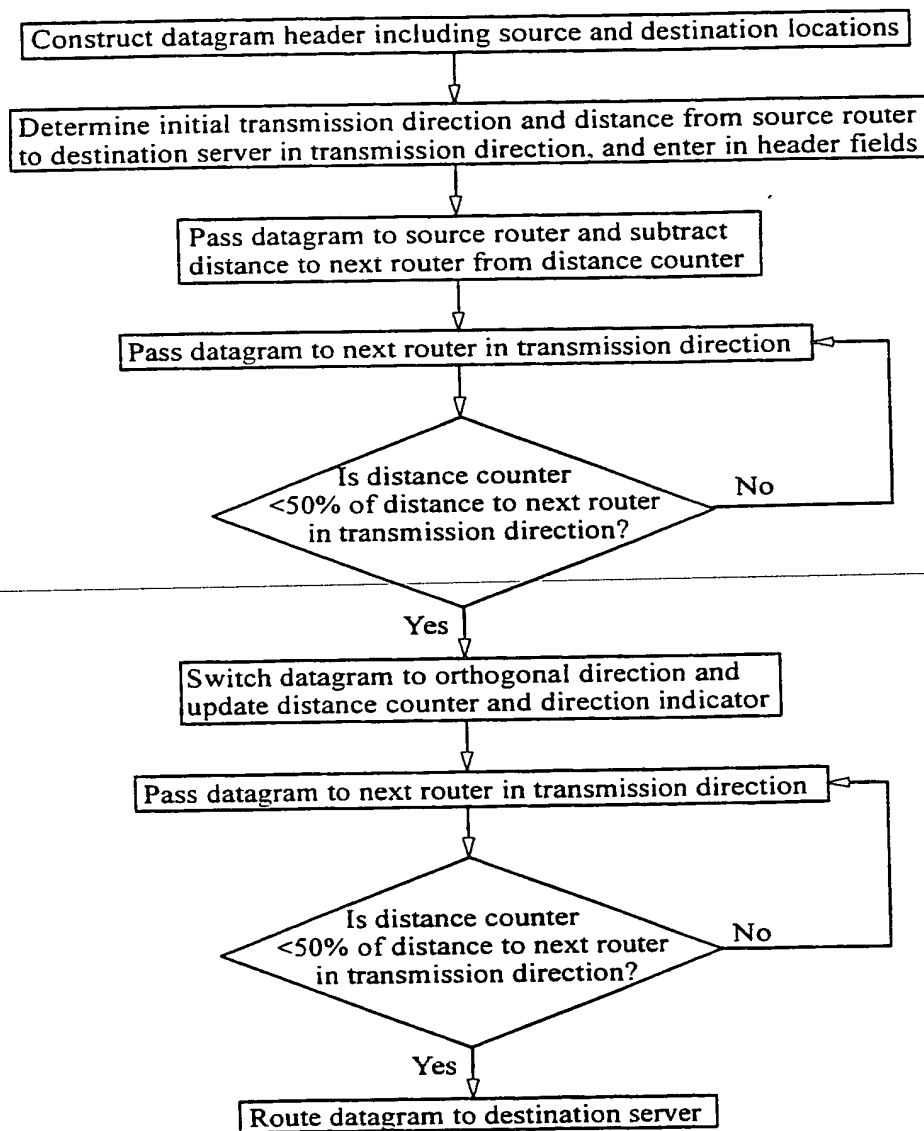 Construct datagram header including source and destination locations
Determine initial transmission direction and distance from source router
to destination server in transmission direction, and enter in header fields
Pass datagram to source router and subtract
distance to next router from distance counter
Pass datagram to next router in transmission direction
Is distance counter
<50% of distance to next router
in transmission direction?
No
Yes
Switch datagram to orthogonal direction and
update distance counter and direction indicator
Pass datagram to next router in transmission direction
Is distance counter
<50% of distance to next router
in transmission direction?
No
Yes
Route datagram to destination server